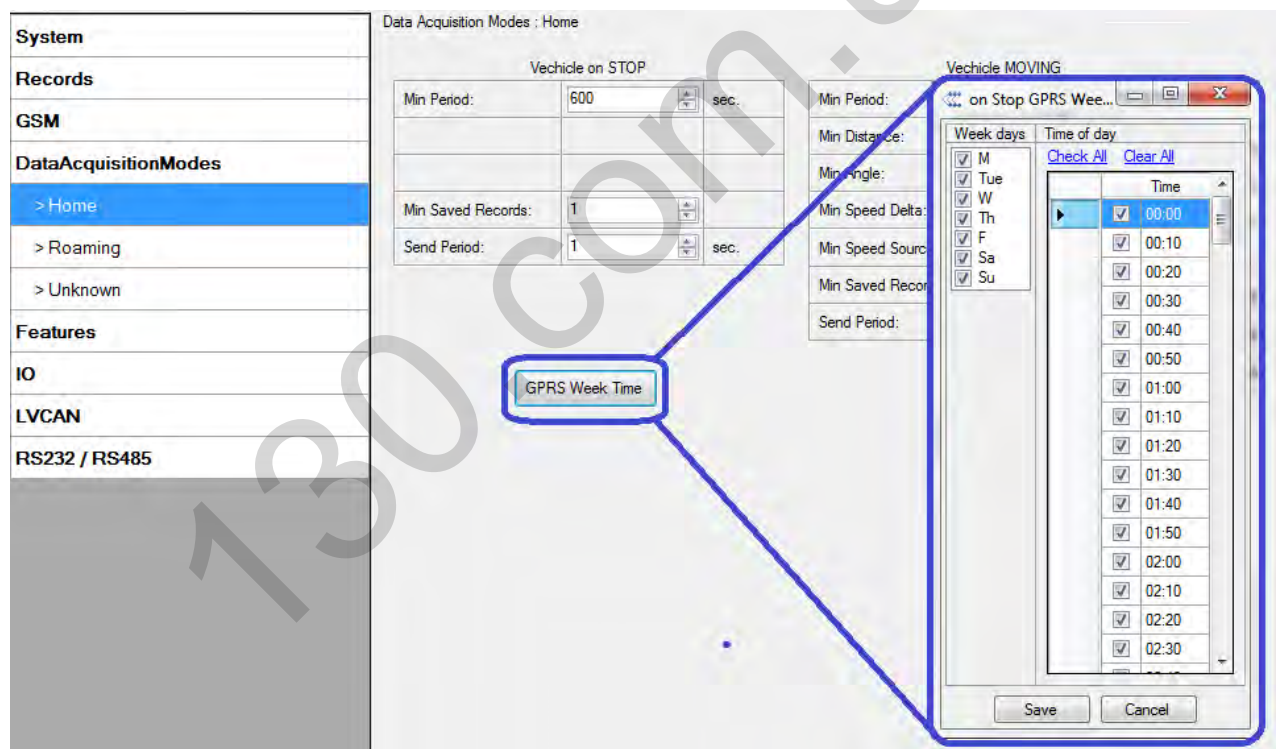 System
Records
GSM
DataAcquisitionModes
> Home
> Roaming
> Unknown
Features
IO
LVCAN
RS232 / RS485
Data Acquisition Modes : Home
Vechicle on STOP
Min Period: 600 sec.
Min Saved Records: 1
Send Period: 1 sec.
GPRS Week Time
Vechicle MOVING
Min Period:
Min Distance:
Min Angle:
Min Speed Delta:
Min Speed Sourc
Min Saved Recor
Send Period:
on Stop GPRS Wee...
Week days
M
Tue
W
Th
F
Sa
Su
Time of day
Check All Clear All
Time
00:00
00:10
00:20
00:30
00:40
00:50
01:00
01:10
01:20
01:30
01:40
01:50
02:00
02:10
02:20
02:30
Save Cancel
130.com.